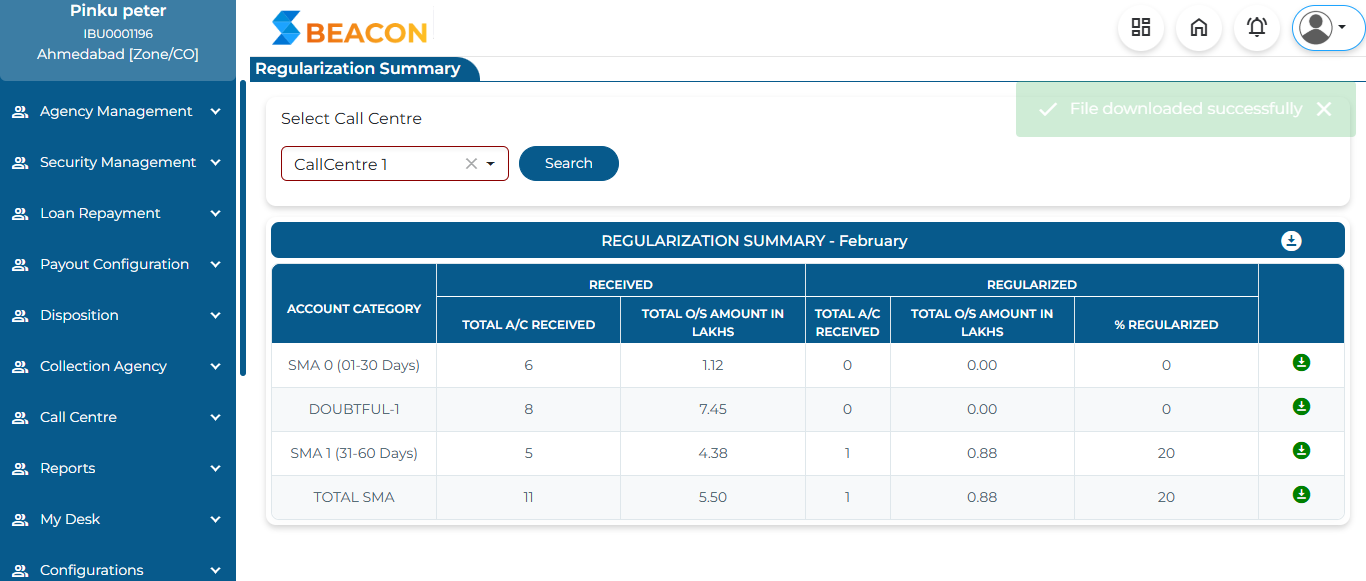 Pinku peter
IBU0001196
Ahmedabad [Zone/CO]
Agency Management
Security Management
Loan Repayment
Payout Configuration
Disposition
Collection Agency
Call Centre
Reports
My Desk
Configurations
BEACON
Regularization Summary
File downloaded successfully
Select Call Centre
CallCentre 1
Search
REGULARIZATION SUMMARY - February
ACCOUNT CATEGORY
RECEIVED
REGULARIZED
TOTAL A/C RECEIVED
TOTAL O/S AMOUNT IN
LAKHS
TOTAL A/C
RECEIVED
TOTAL O/S AMOUNT IN
LAKHS
% REGULARIZED
SMA 0 (01-30 Days) 6 1.12 0 0.00 0
DOUBTFUL-1 8 7.45 0 0.00 0
SMA 1 (31-60 Days) 5 4.38 1 0.88 20
TOTAL SMA 11 5.50 1 0.88 20